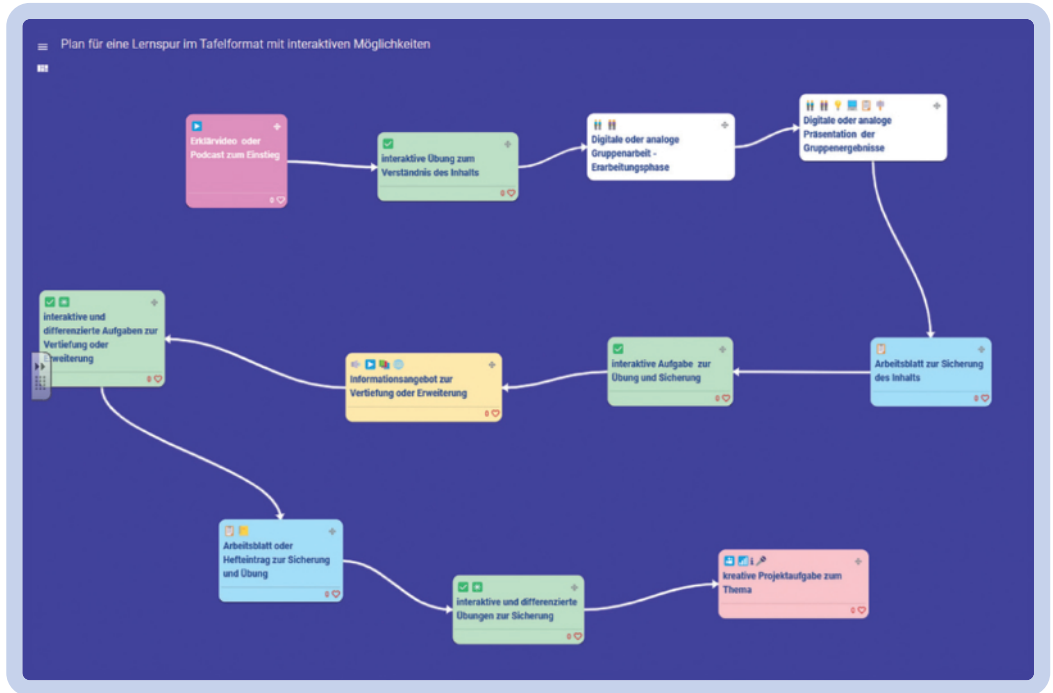 Plan für eine Lernspur im Tafelformat mit interaktiven Möglichkeiten
Erklärvideo oder
Podcast zum Einstieg
0
interaktive Übung zum
Verständnis des Inhalts
0
Digitale oder analoge
Gruppenarbeit -
Erarbeitungsphase
Digitale oder analoge
Präsentation der
Gruppenergebnisse
Arbeitsblatt zur Sicherung
des Inhalts
0
interaktive Aufgabe zur
Übung und Sicherung
0
Informationsangebot zur
Vertiefung oder Erweiterung
0
interaktive und
differenzierte Aufgaben zur
Vertiefung oder
Erweiterung
0
Arbeitsblatt oder
Hefteintrag zur Sicherung
und Übung
0
interaktive und differenzierte
Übungen zur Sicherung
0
kreative Projektaufgabe zum
Thema
0